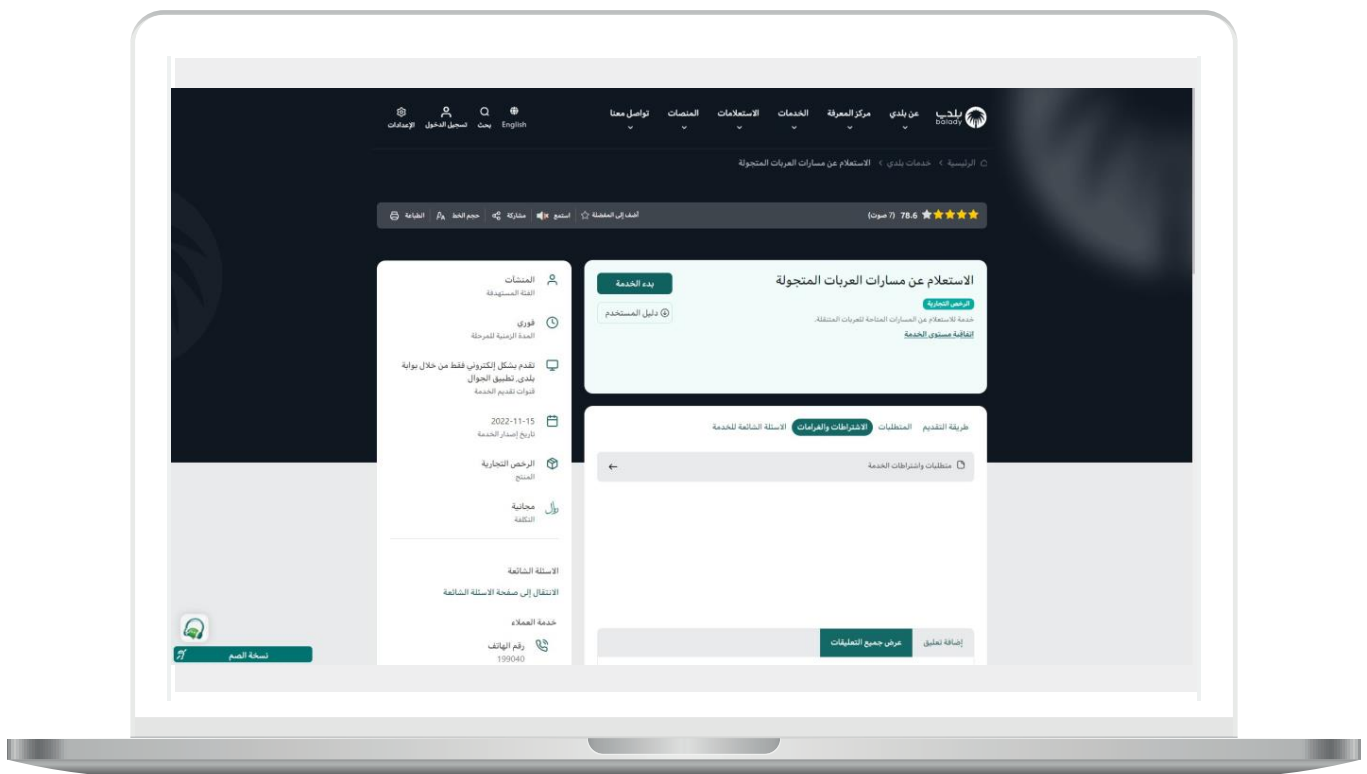 بلدي
balady
عن بلدي
مركز المعرفة
الخدمات
الاستعلامات
المنصات
تواصل معنا
English
بحث
تسجيل الدخول
الإعدادات
الرئيسية > خدمات بلدي > الاستعلام عن مسارات العربات المتجولة
78.6 (7 صوت)
أضف إلى المفضلة
استمع
مشاركة
حجم الخط
الطباعة
الاستعلام عن مسارات العربات المتجولة
الرخص التجارية
خدمة للاستعلام عن المسارات المتاحة للعربات المتنقلة.
اتفاقية مستوى الخدمة
بدء الخدمة
دليل المستخدم
طريقة التقديم
المتطلبات
الاشتراطات والغرامات
الاسئلة الشائعة للخدمة
متطلبات واشتراطات الخدمة
إضافة تعليق
عرض جميع التعليقات
المنشآت
الفئة المستهدفة
فوري
المدة الزمنية للمرحلة
تقدم بشكل إلكتروني فقط من خلال بوابة
بلدي, تطبيق الجوال
قنوات تقديم الخدمة
2022-11-15
تاريخ إصدار الخدمة
الرخص التجارية
المنتج
مجانية
التكلفة
الاسئلة الشائعة
الانتقال إلى صفحة الاسئلة الشائعة
خدمة العملاء
رقم الهاتف
199040
نسخة الصم